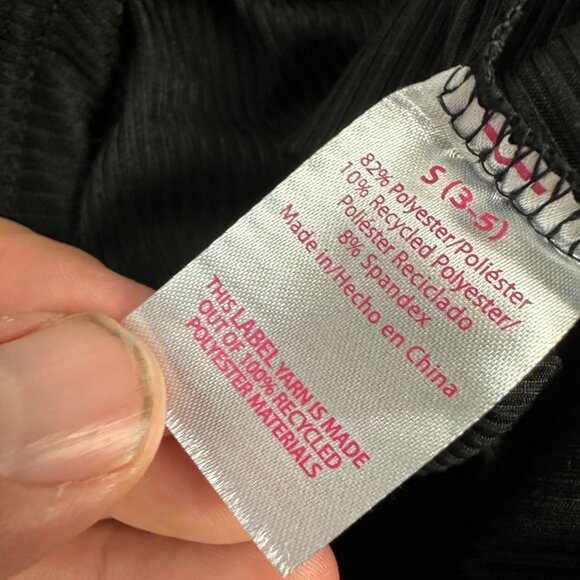 S (3-5)
82% Polyester/Poliéster
10% Recycled Polyester/
Poliéster Reciclado
8% Spandex
Made in/Hecho en China
THIS LABEL YARN IS MADE
OUT OF 100% RECYCLED
POLYESTER MATERIALS